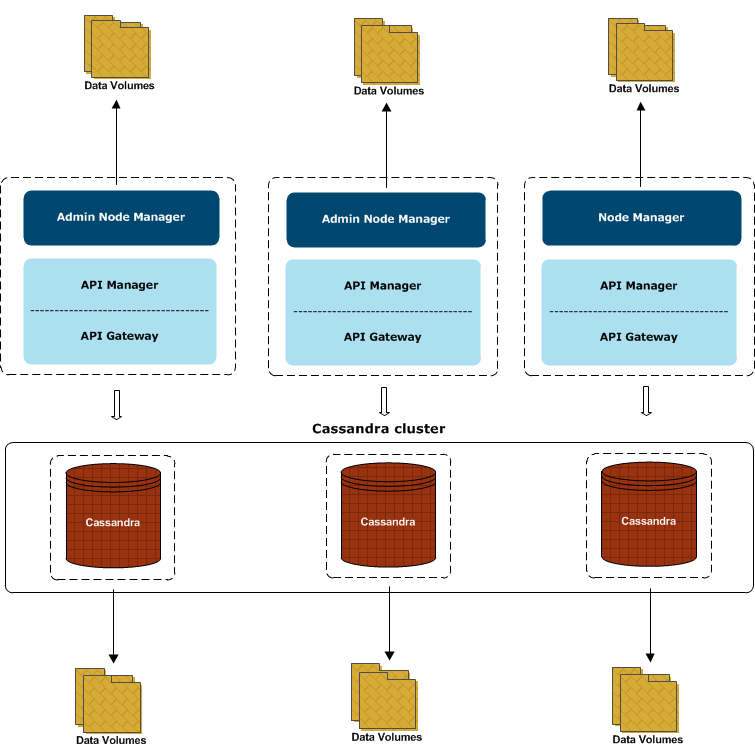 Data Volumes
Data Volumes
Data Volumes
Admin Node Manager
Admin Node Manager
Node Manager
API Manager
API Manager
API Manager
API Gateway
API Gateway
API Gateway
Cassandra cluster
Cassandra
Cassandra
Cassandra
Data Volumes
Data Volumes
Data Volumes